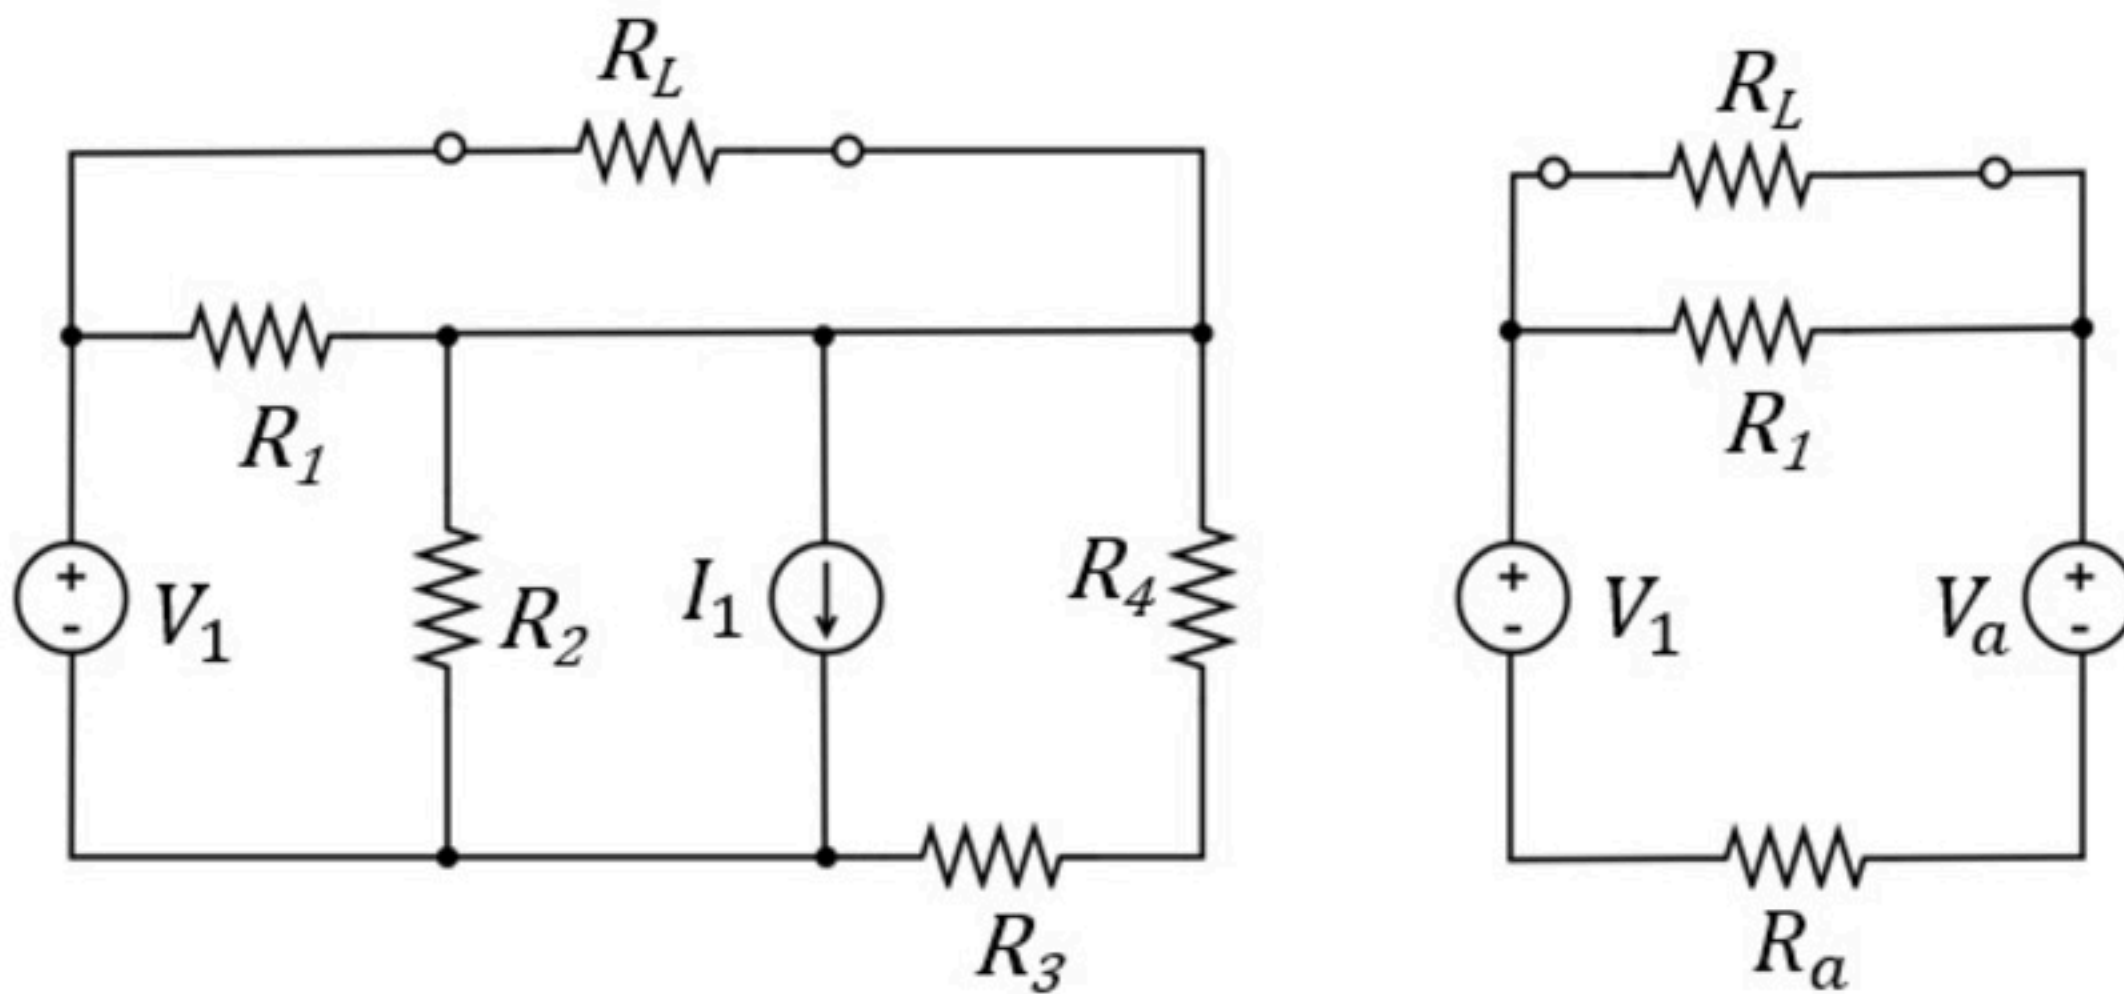 R_L
R_1
+
-
V_1
R_2
I_1
R_4
R_3
R_L
R_1
+
-
V_1
V_a
+
-
R_a